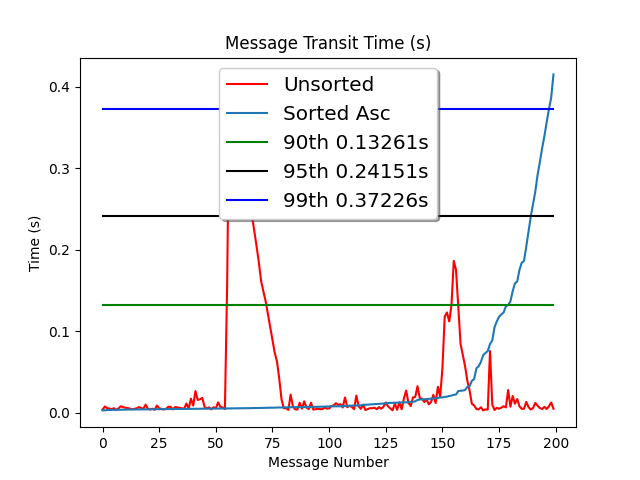 Message Transit Time (s)
Unsorted
Sorted Asc
90th 0.13261s
95th 0.24151s
99th 0.37226s
Time (s)
0.4
0.3
0.2
0.1
0.0
0 25 50 75 100 125 150 175 200
Message Number